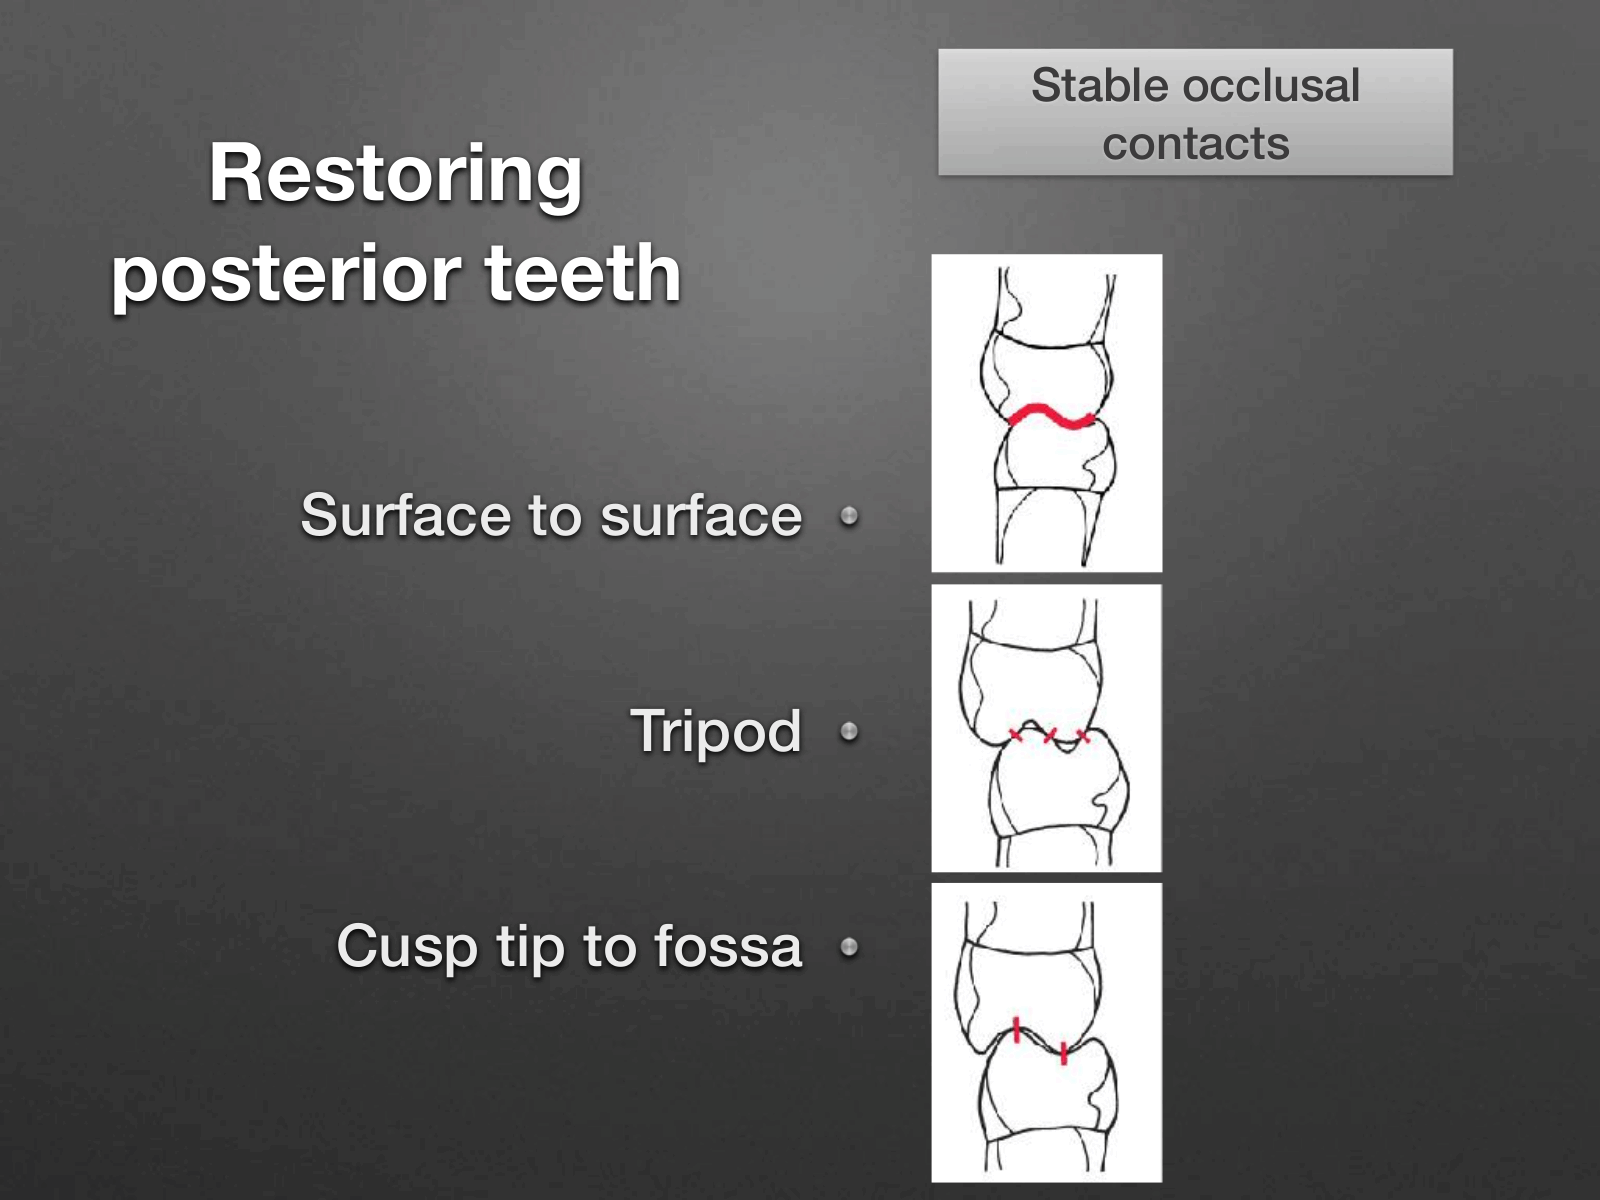 Stable occlusal
contacts
Restoring
posterior teeth
Surface to surface •
Tripod •
Cusp tip to fossa •